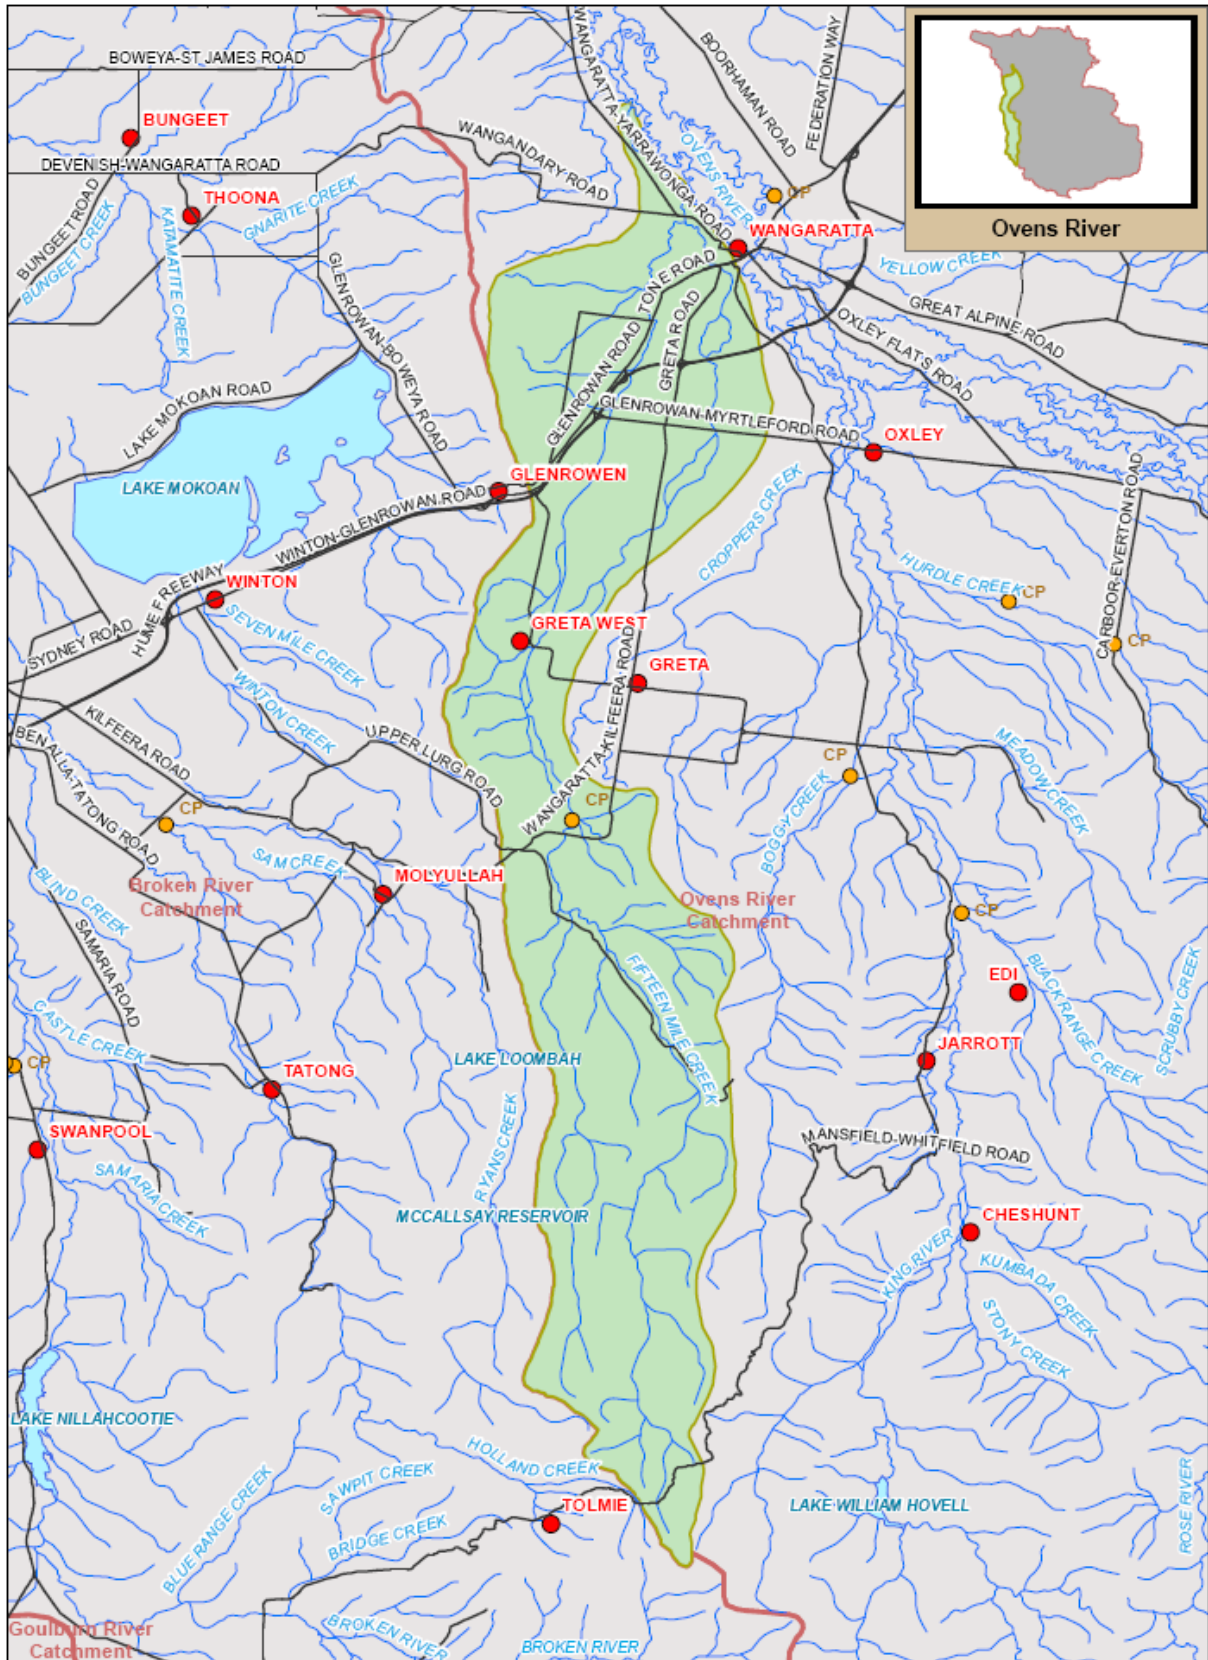 BOWEYA-ST JAMES ROAD
BUNGEET
DEVENISH-WANGARATTA ROAD
THOONA
BUNGEET ROAD
BUNGEET CREEK
KATAMATITE CREEK
GNARITE CREEK
GLENROWAN-BOWEYA ROAD
WANGANDARY ROAD
WANGARATTA-YARRAWONGA ROAD
OVENS RIVER
BOORHAMAN ROAD
FEDERATION WAY
CP
WANGARATTA
Ovens River
YELLOW CREEK
GREAT ALPINE ROAD
OXLEY FLATS ROAD
TONE ROAD
GLENROWAN ROAD
GRETA ROAD
GLENROWAN-MYRTLEFORD ROAD
OXLEY
LAKE MOKOAN ROAD
LAKE MOKOAN
GLENROWEN
WINTON-GLENROWAN ROAD
HUME FREEWAY
WINTON
SYDNEY ROAD
SEVEN MILE CREEK
WINTON CREEK
CROPPERS CREEK
HURDLE CREEK
CP
CARBOOR-EVERTON ROAD
CP
GRETA WEST
GRETA
KILFEERA ROAD
BENALLA-TATONG ROAD
UPPER LURG ROAD
WANGARATTA-KILFEERA ROAD
CP
CP
BOGGY CREEK
MEADOW CREEK
CP
SAM CREEK
MOLYULLAH
BLIND CREEK
Broken River
Catchment
Ovens River
Catchment
CP
SAMARIA ROAD
FIFTEEN MILE CREEK
EDI
BLACK RANGE CREEK
SCRUBBY CREEK
CASTLE CREEK
CP
TATONG
LAKE LOOMBAH
JARROTT
SWANPOOL
RYANS CREEK
MANSFIELD-WHITFIELD ROAD
SAMARIA CREEK
MCCALLSAY RESERVOIR
CHESHUNT
KING RIVER
KUMBADA CREEK
STONY CREEK
LAKE NILLAHCOOTIE
HOLLAND CREEK
SAWPIT CREEK
BLUE RANGE CREEK
BRIDGE CREEK
TOLMIE
LAKE WILLIAM HOVELL
ROSE RIVER
Goulburn River
Catchment
BROKEN RIVER
BROKEN RIVER